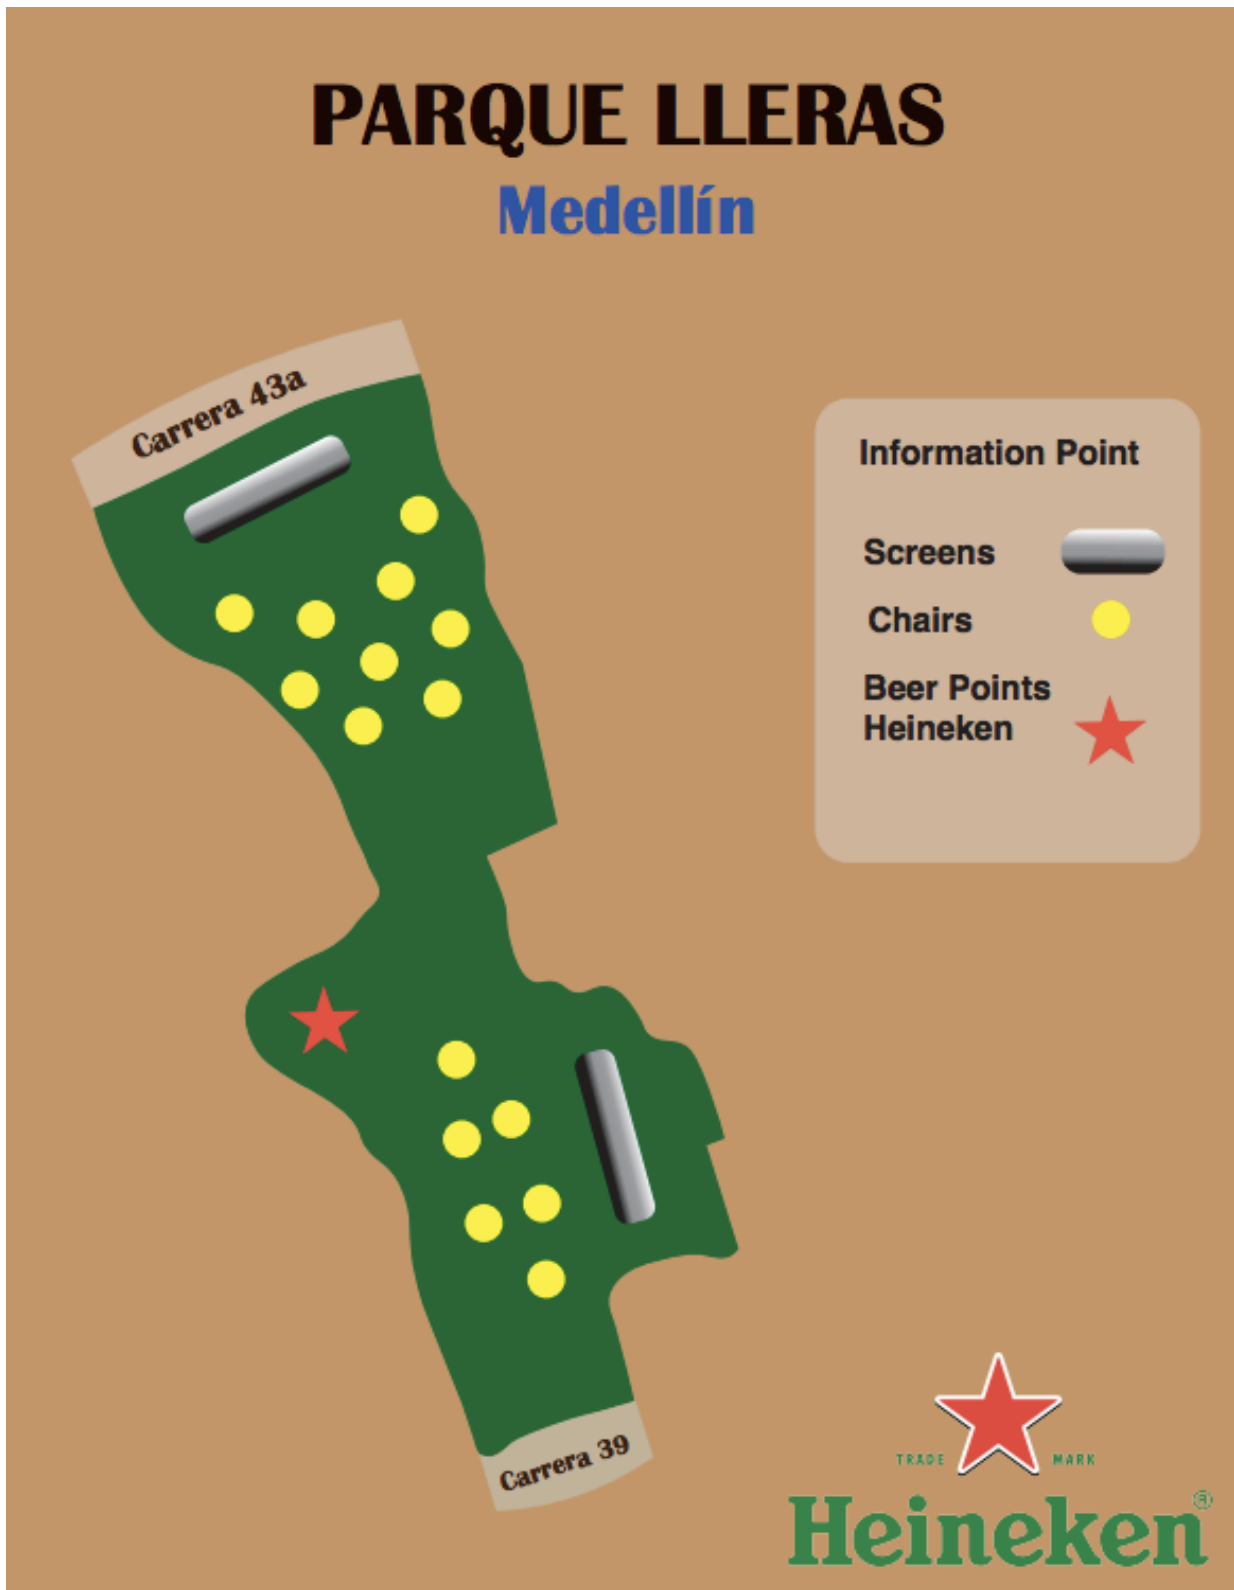 PARQUE LLERAS
Medellín
Carrera 43a
Information Point
Screens
Chairs
Beer Points
Heineken
Carrera 39
TRADE MARK
Heineken®